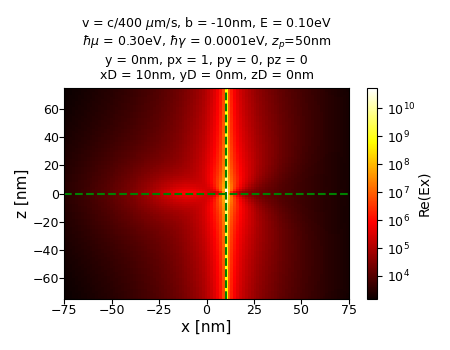 v = c/400 μm/s, b = -10nm, E = 0.10eV
ℏμ = 0.30eV, ℏγ = 0.0001eV, z_p=50nm
y = 0nm, px = 1, py = 0, pz = 0
xD = 10nm, yD = 0nm, zD = 0nm
z [nm]
60
40
20
0
−20
−40
−60
−75 −50 −25 0 25 50 75
x [nm]
10^10
10^9
10^8
10^7
10^6
10^5
10^4
Re(Ex)